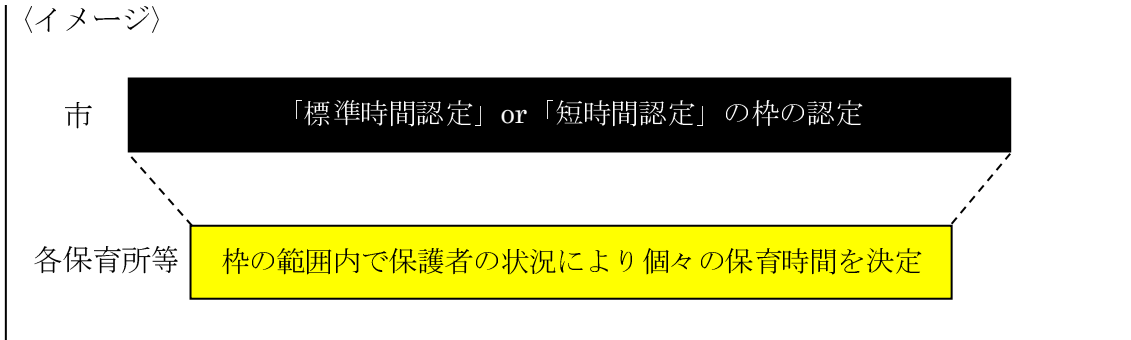 〈イメージ〉
市
「標準時間認定」or「短時間認定」の枠の認定
各保育所等
枠の範囲内で保護者の状況により個々の保育時間を決定